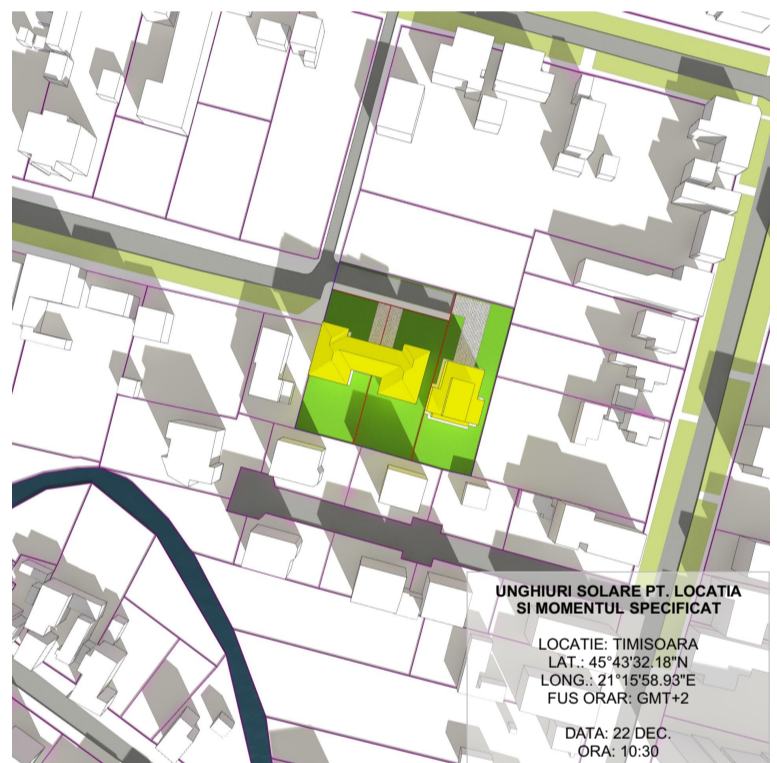 UNGHIURI SOLARE PT. LOCATIA
SI MOMENTUL SPECIFICAT
LOCATIE: TIMISOARA
LAT.: 45°43'32.18"N
LONG.: 21°15'58.93"E
FUS ORAR: GMT+2
DATA: 22 DEC.
ORA: 10:30